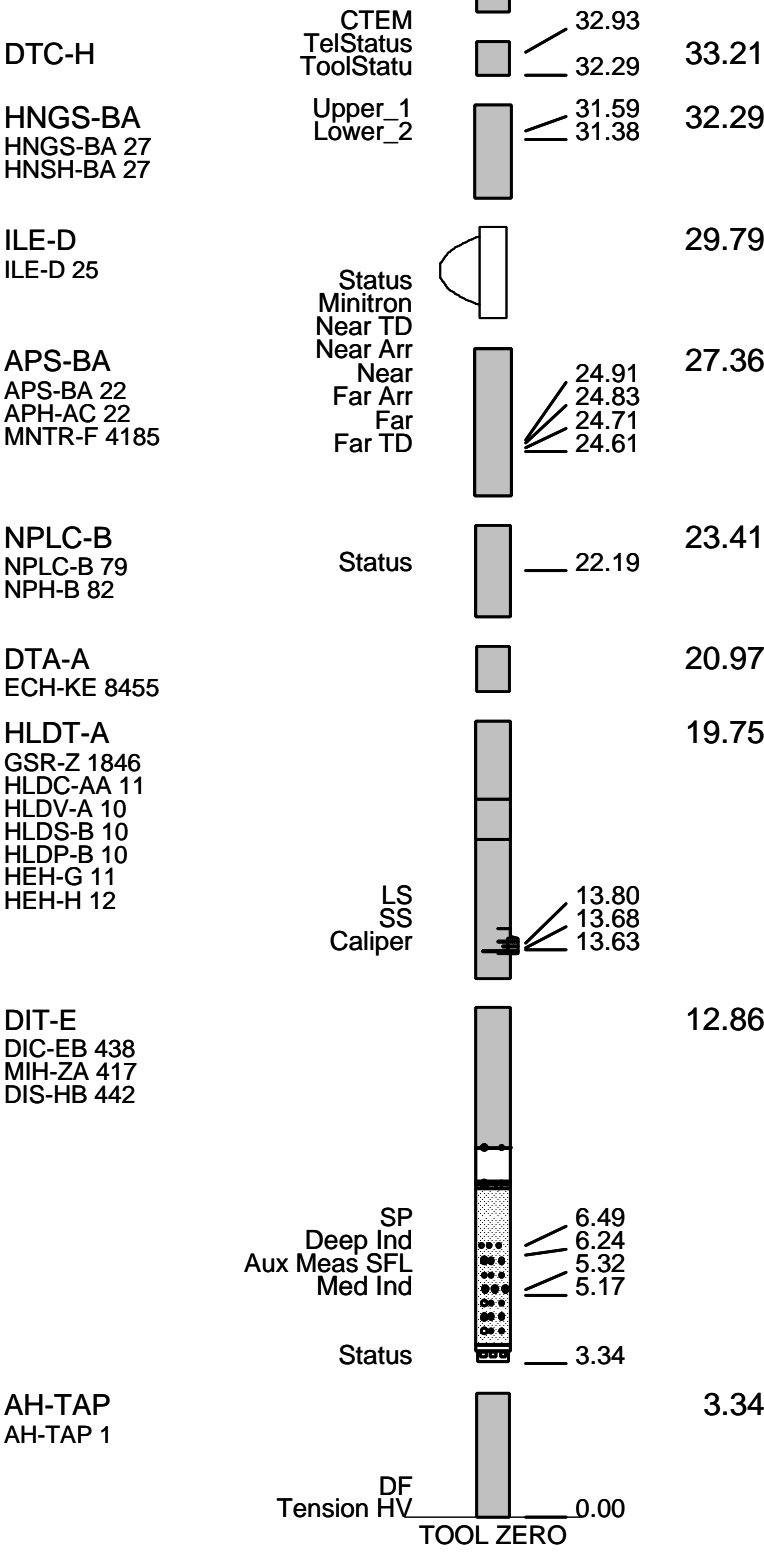 CTEM 32.93
TelStatus
DTC-H 33.21
ToolStatu 32.29
HNGS-BA Upper_1 31.59 32.29
Lower_2 31.38
HNGS-BA 27
HNSH-BA 27
ILE-D 29.79
ILE-D 25
Status
Minitron
Near TD
Near Arr
APS-BA 27.36
Near 24.91
APS-BA 22 Far Arr 24.83
APH-AC 22 Far 24.71
MNTR-F 4185 Far TD 24.61
NPLC-B 23.41
NPLC-B 79 Status 22.19
NPH-B 82
DTA-A 20.97
ECH-KE 8455
HLDT-A 19.75
GSR-Z 1846
HLDC-AA 11
HLDV-A 10
HLDS-B 10
HLDP-B 10
HEH-G 11
HEH-H 12
LS 13.80
SS 13.68
Caliper 13.63
DIT-E 12.86
DIC-EB 438
MIH-ZA 417
DIS-HB 442
SP 6.49
Deep Ind 6.24
Aux Meas SFL 5.32
Med Ind 5.17
Status 3.34
AH-TAP 3.34
AH-TAP 1
DF
Tension HV 0.00
TOOL ZERO